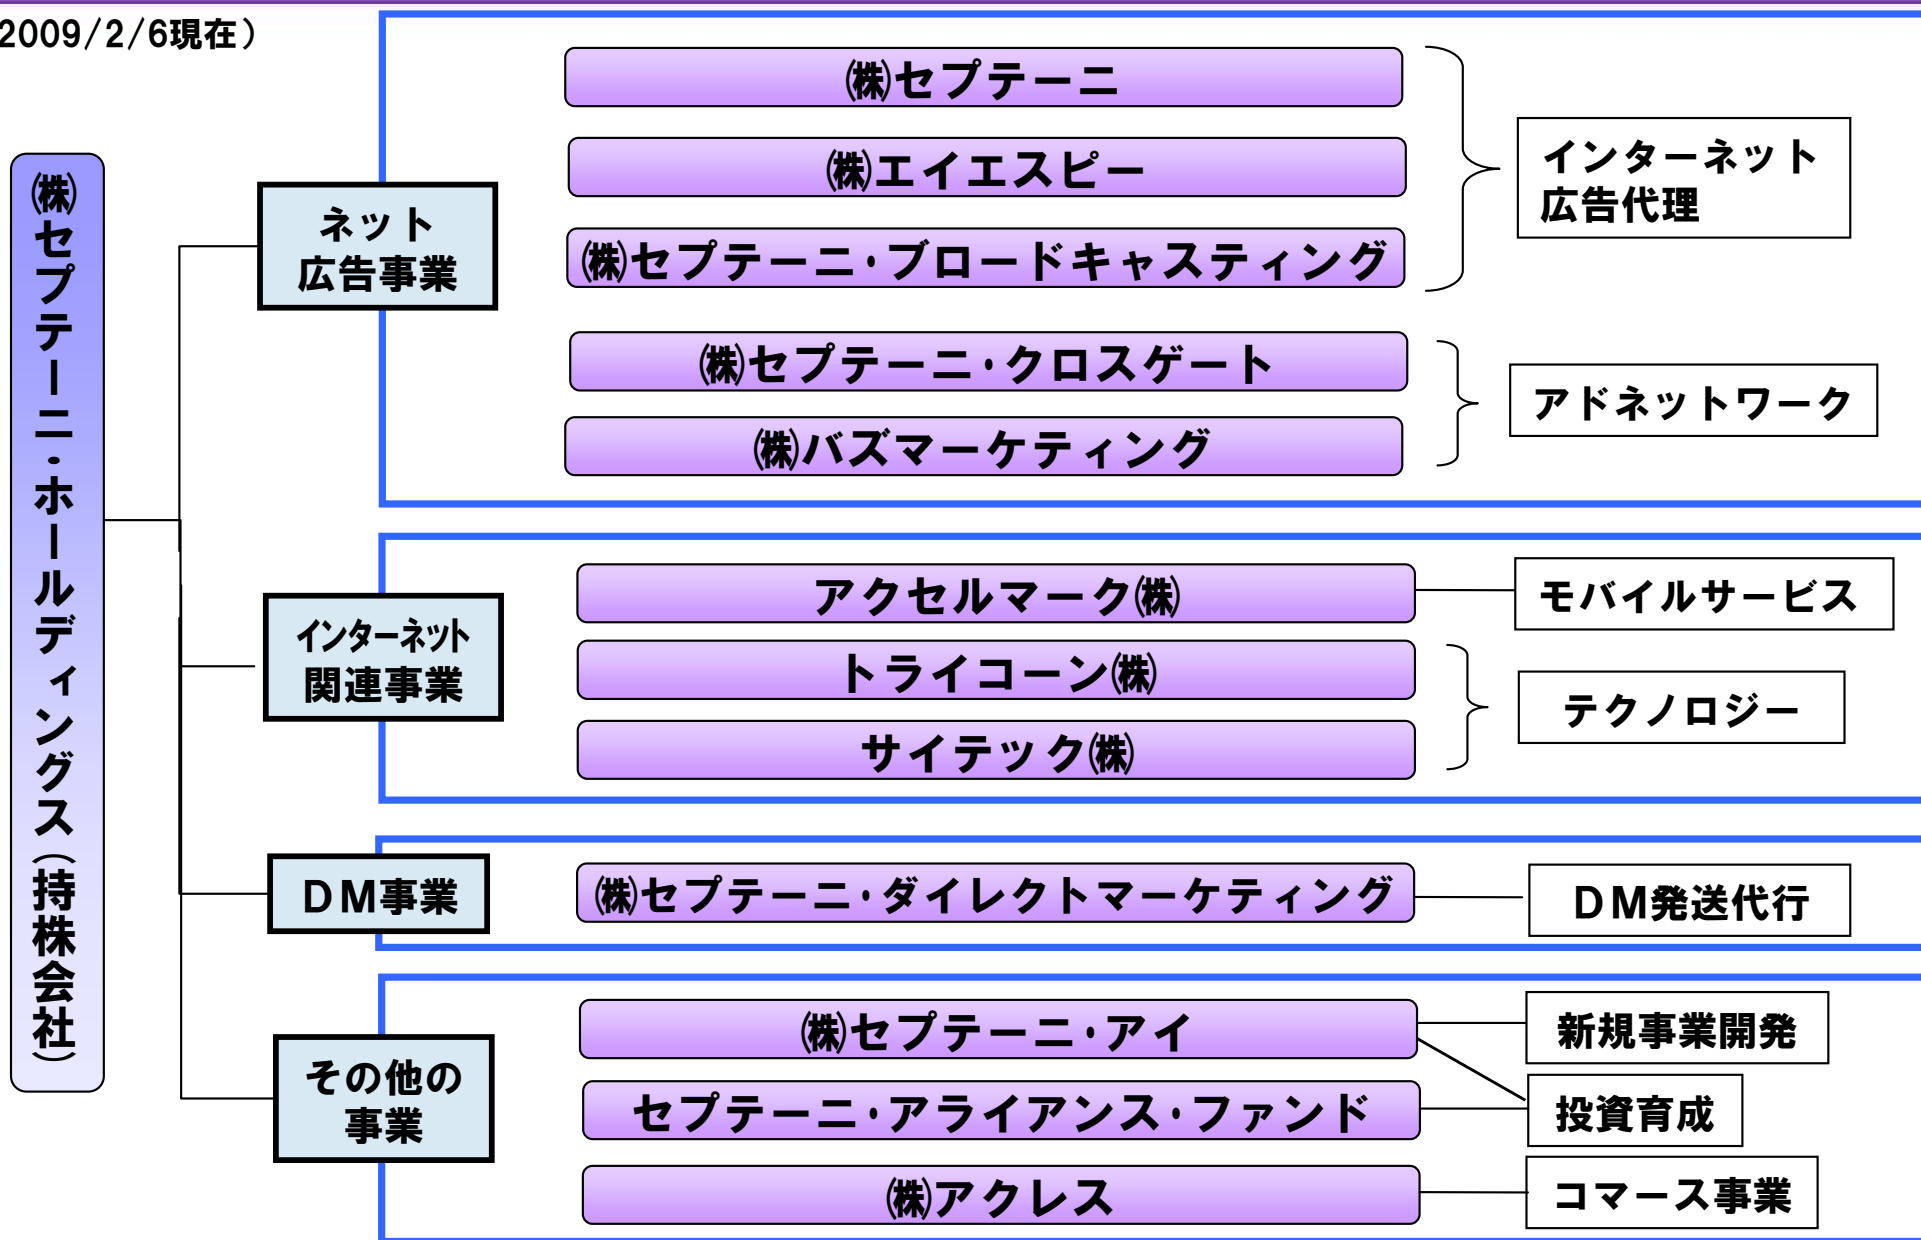 2009/2/6現在）
㈱セプテーニ・ホールディングス（持株会社）
ネット
広告事業
㈱セプテーニ
㈱エイエスピー
㈱セプテーニ・ブロードキャスティング
インターネット
広告代理
㈱セプテーニ・クロスゲート
㈱バズマーケティング
アドネットワーク
インターネット
関連事業
アクセルマーク㈱
モバイルサービス
トライコーン㈱
サイテック㈱
テクノロジー
ＤＭ事業
㈱セプテーニ・ダイレクトマーケティング
ＤＭ発送代行
その他の
事業
㈱セプテーニ・アイ
新規事業開発
セプテーニ・アライアンス・ファンド
投資育成
㈱アクレス
コマース事業